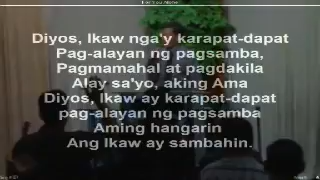 Diyos, Ikaw nga'y karapat-dapat
Pag-alayan ng pagsamba,
Pagmamahal at pagdakila
Alay sa'yo, aking Ama
Diyos, Ikaw ay karapat-dapat
pag-alayan ng pagsamba
Aming hangarin
Ang Ikaw ay sambahin.